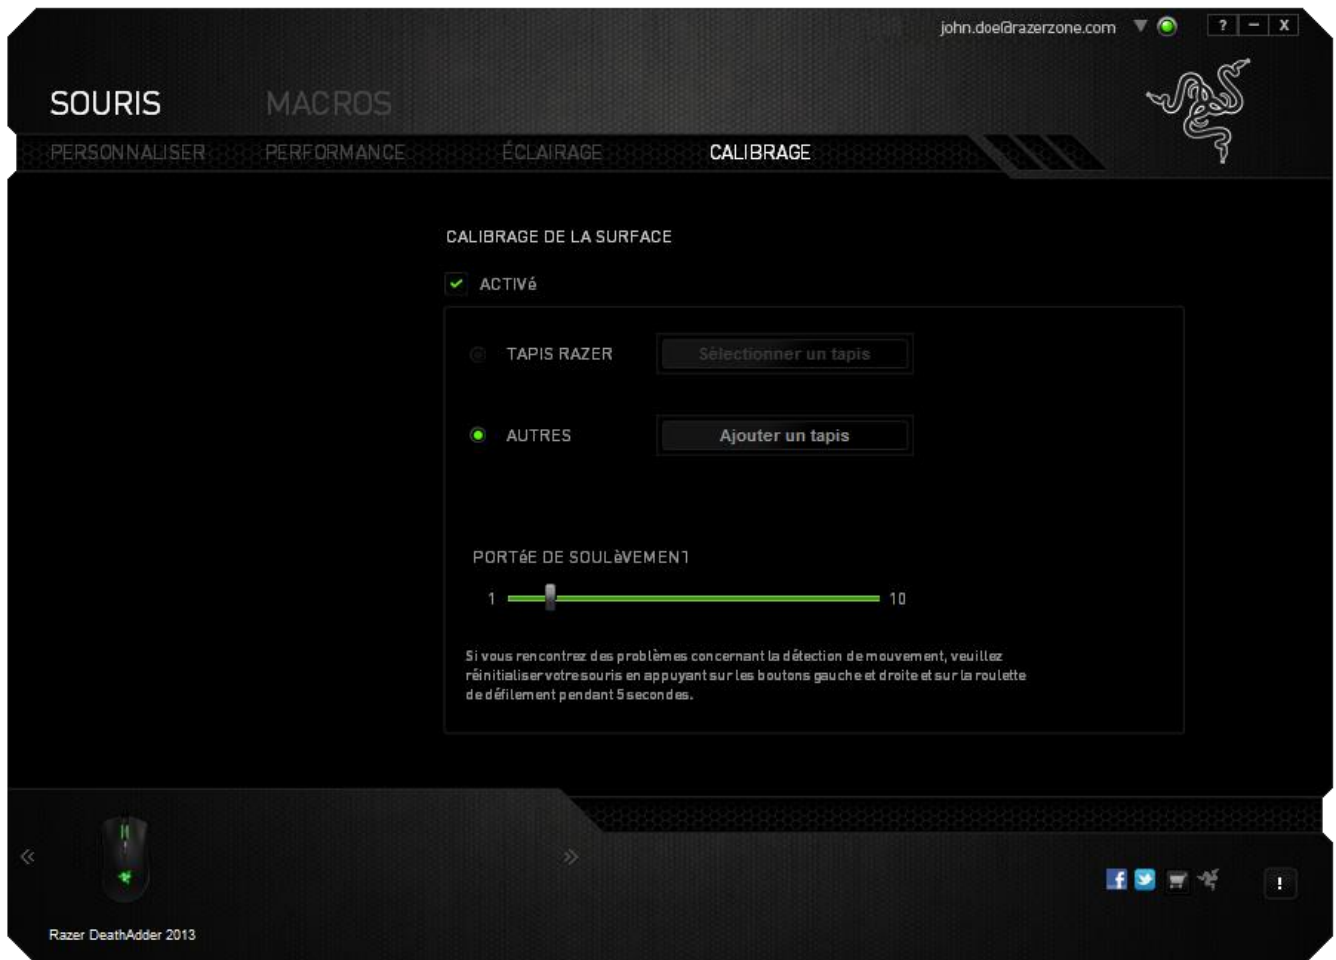 john.doe@razerzone.com
? – X
SOURIS MACROS
PERSONNALISER PERFORMANCE ÉCLAIRAGE CALIBRAGE
CALIBRAGE DE LA SURFACE
ACTIVé
TAPIS RAZER Sélectionner un tapis
AUTRES Ajouter un tapis
PORTéE DE SOULèVEMENT
1 10
Si vous rencontrez des problèmes concernant la détection de mouvement, veuillez
réinitialiser votre souris en appuyant sur les boutons gauche et droite et sur la roulette
de défilement pendant 5 secondes.
« »
f
!
Razer DeathAdder 2013